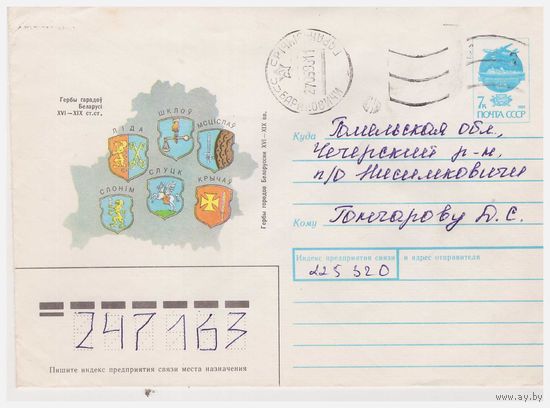 Гербы гарадоў
Беларусі
XVI—XIX ст.ст.
ЛІДА
ШКЛОЎ
МСЦІСЛАЎ
СЛОНІМ
СЛУЦК
КРЫЧАЎ
Гербы городов Белоруссии XVI—XIX вв.
7к
ПОЧТА СССР
Куда Гомельская обл.,
Чечерский р-н,
п/о Нисимковичи
Кому Гончарову Д.С.
Индекс предприятия связи и адрес отправителя
225320
247163
Пишите индекс предприятия связи места назначения
www.ay.by